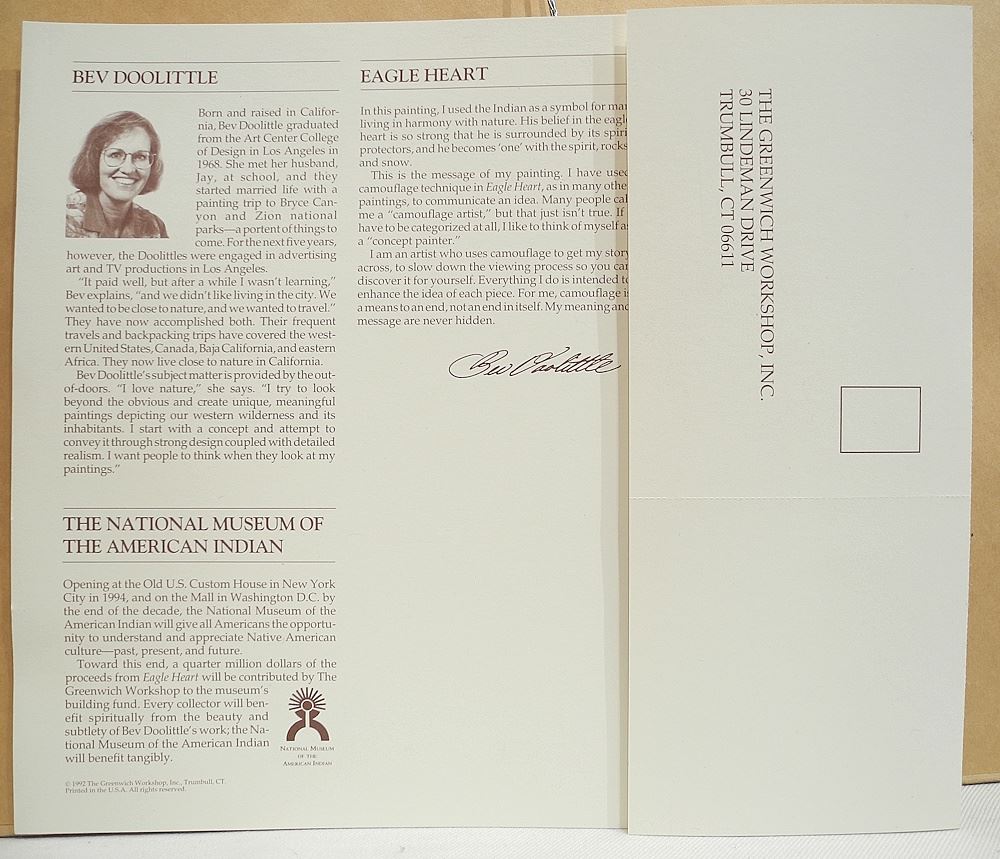 BEV DOOLITTLE
Born and raised in Califor-
nia, Bev Doolittle graduated
from the Art Center College
of Design in Los Angeles in
1968. She met her husband,
Jay, at school, and they
started married life with a
painting trip to Bryce Can-
yon and Zion national
parks—a portent of things to
come. For the next five years,
however, the Doolittles were engaged in advertising
art and TV productions in Los Angeles.
"It paid well, but after a while I wasn't learning,"
Bev explains, "and we didn't like living in the city. We
wanted to be close to nature, and we wanted to travel."
They have now accomplished both. Their frequent
travels and backpacking trips have covered the west-
ern United States, Canada, Baja California, and eastern
Africa. They now live close to nature in California.
Bev Doolittle's subject matter is provided by the out-
of-doors. "I love nature," she says. "I try to look
beyond the obvious and create unique, meaningful
paintings depicting our western wilderness and its
inhabitants. I start with a concept and attempt to
convey it through strong design coupled with detailed
realism. I want people to think when they look at my
paintings."
THE NATIONAL MUSEUM OF
THE AMERICAN INDIAN
Opening at the Old U.S. Custom House in New York
City in 1994, and on the Mall in Washington D.C. by
the end of the decade, the National Museum of the
American Indian will give all Americans the opportu-
nity to understand and appreciate Native American
culture—past, present, and future.
Toward this end, a quarter million dollars of the
proceeds from Eagle Heart will be contributed by The
Greenwich Workshop to the museum's
building fund. Every collector will ben-
efit spiritually from the beauty and
subtlety of Bev Doolittle's work; the Na-
tional Museum of the American Indian
will benefit tangibly.
NATIONAL MUSEUM
OF THE
AMERICAN INDIAN
© 1992 The Greenwich Workshop, Inc., Trumbull, CT.
Printed in the U.S.A. All rights reserved.
EAGLE HEART
In this painting, I used the Indian as a symbol for man
living in harmony with nature. His belief in the eagle
heart is so strong that he is surrounded by its spiri
protectors, and he becomes 'one' with the spirit, rocks
and snow.
This is the message of my painting. I have used
camouflage technique in Eagle Heart, as in many othe
paintings, to communicate an idea. Many people cal
me a "camouflage artist," but that just isn't true. If
have to be categorized at all, I like to think of myself as
a "concept painter."
I am an artist who uses camouflage to get my story
across, to slow down the viewing process so you can
discover it for yourself. Everything I do is intended to
enhance the idea of each piece. For me, camouflage is
a means to an end, not an end in itself. My meaning and
message are never hidden.
Bev Doolittle
THE GREENWICH WORKSHOP, INC.
30 LINDEMAN DRIVE
TRUMBULL, CT 06611